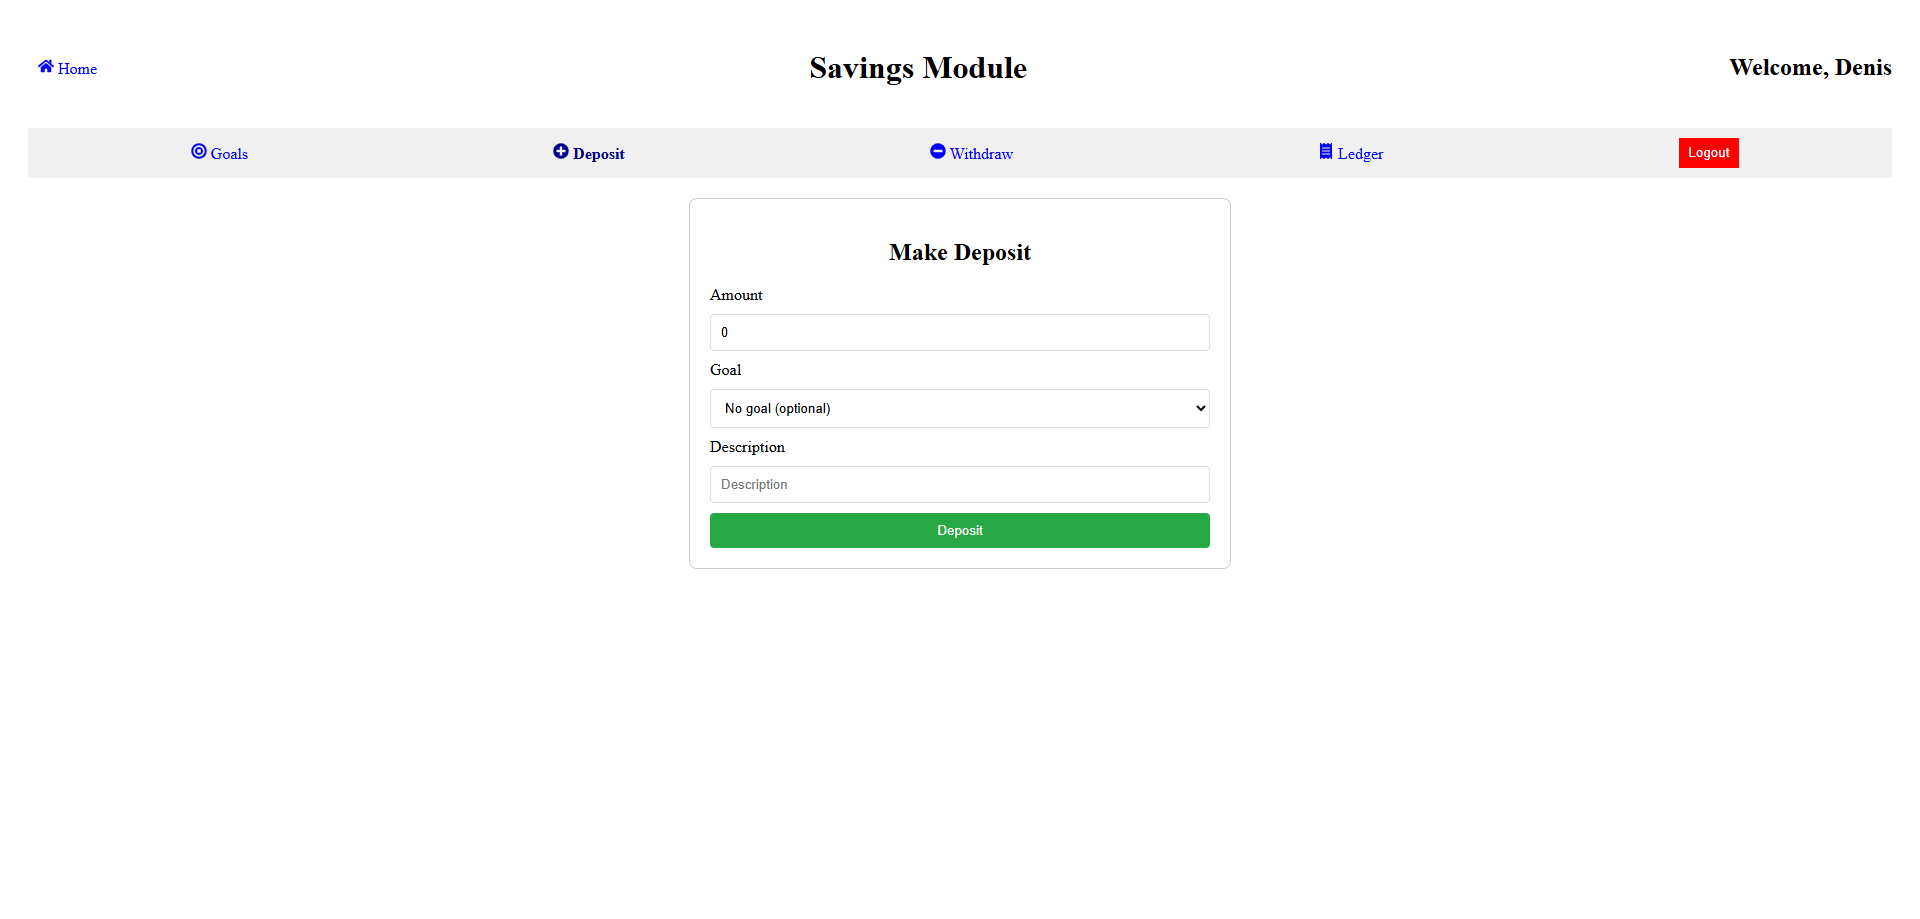 Home
Savings Module
Welcome, Denis
Goals
Deposit
Withdraw
Ledger
Logout
Make Deposit
Amount
0
Goal
No goal (optional)
Description
Description
Deposit